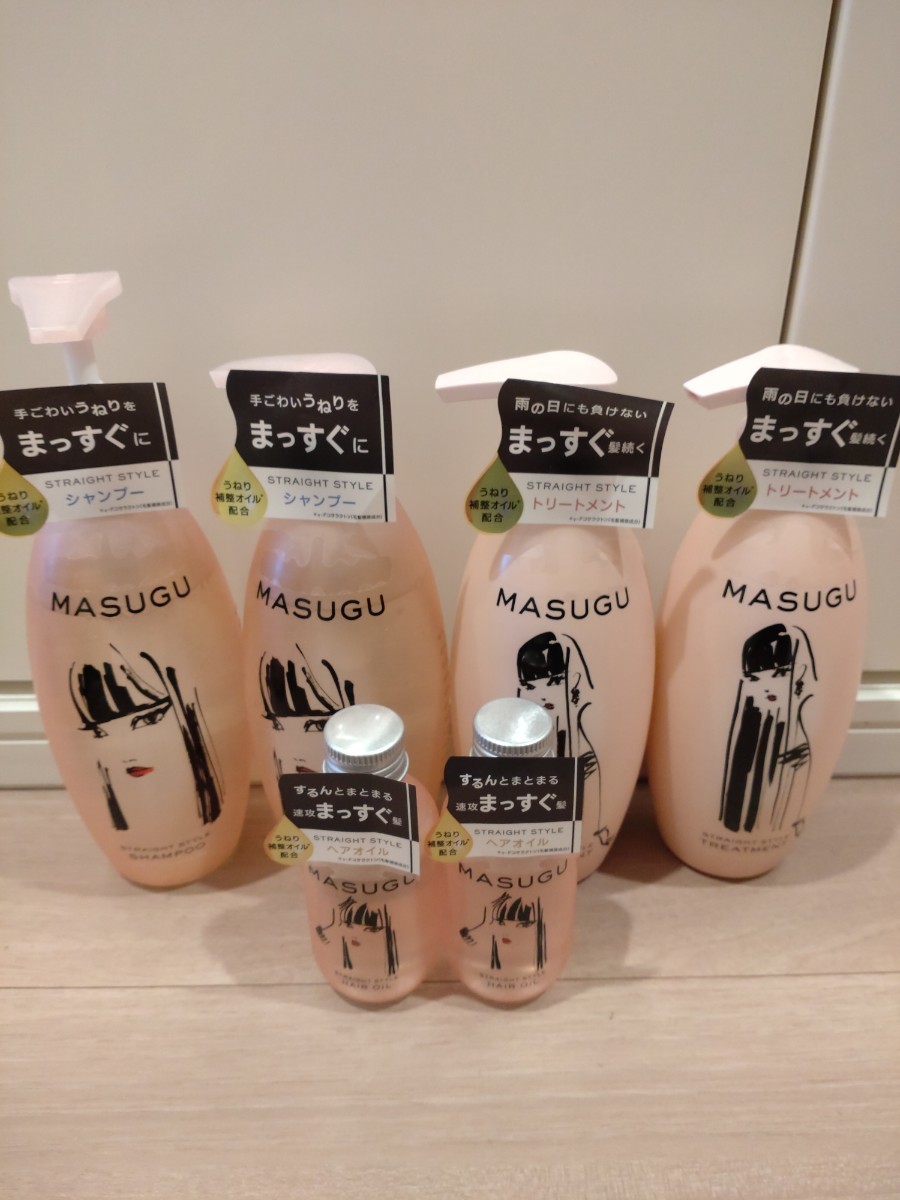 手ごわいうねりを
まっすぐに
STRAIGHT STYLE
シャンプー
うねり
補整オイル*
配合
MASUGU
STRAIGHT STYLE
SHAMPOO
手ごわいうねりを
まっすぐに
STRAIGHT STYLE
シャンプー
うねり
補整オイル*
配合
MASUGU
雨の日にも負けない
まっすぐ髪続く
STRAIGHT STYLE
トリートメント
うねり
補整オイル*
配合
MASUGU
雨の日にも負けない
まっすぐ髪続く
STRAIGHT STYLE
トリートメント
うねり
補整オイル*
配合
MASUGU
STRAIGHT STYLE
TREATMENT
するんとまとまる
速攻まっすぐ髪
STRAIGHT STYLE
ヘアオイル
うねり
補整オイル*
配合
MASUGU
STRAIGHT STYLE
HAIR OIL
するんとまとまる
速攻まっすぐ髪
STRAIGHT STYLE
ヘアオイル
うねり
補整オイル*
配合
MASUGU
STRAIGHT STYLE
HAIR OIL